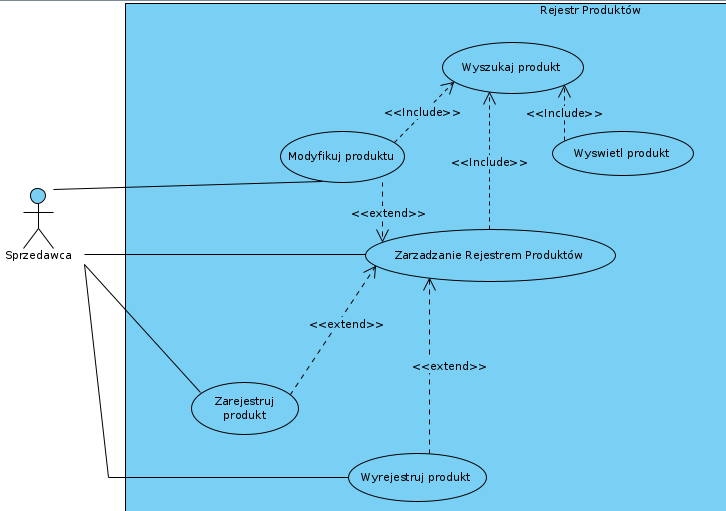 Rejestr Produktów
Wyszukaj produkt
<<Include>>
<<Include>>
Modyfikuj produktu
Wyswietl produkt
<<Include>>
<<extend>>
Sprzedawca
Zarzadzanie Rejestrem Produktów
<<extend>>
<<extend>>
Zarejestruj
produkt
Wyrejestruj produkt